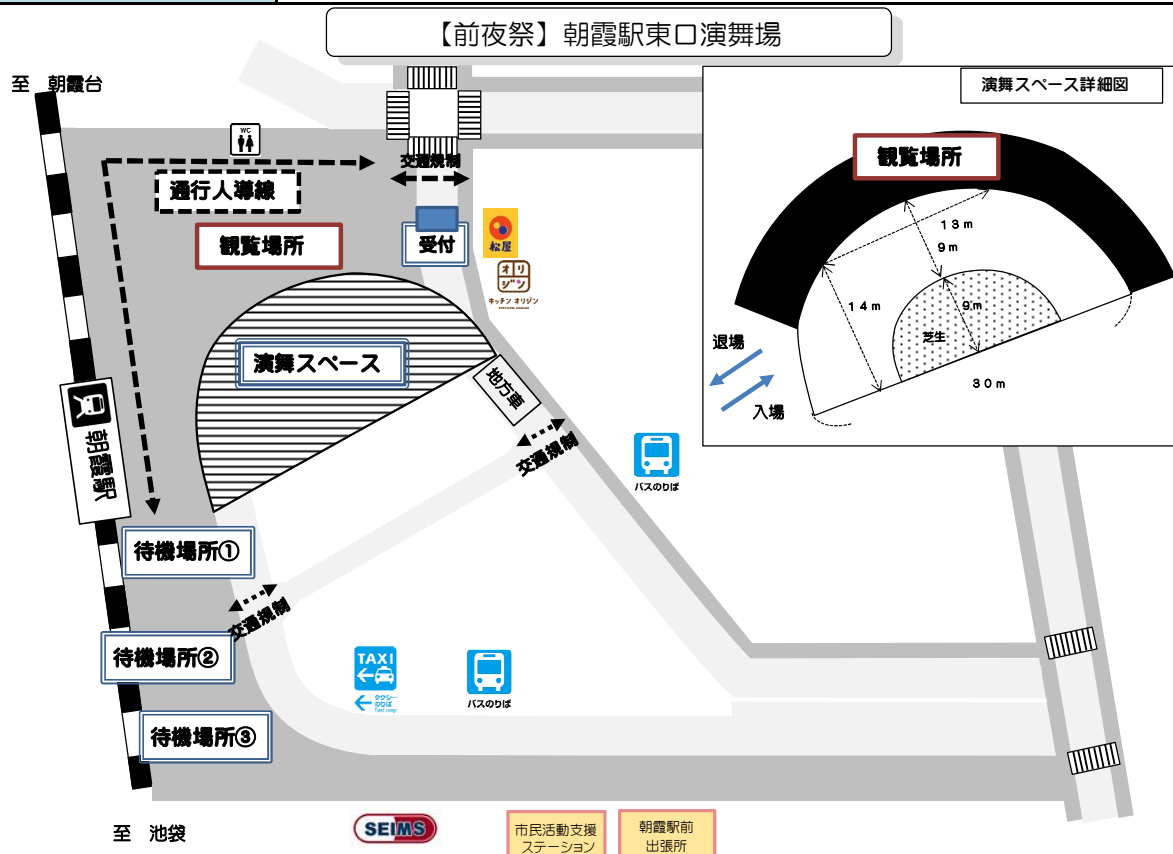 【前夜祭】朝霞駅東口演舞場
至 朝霞台
WC
通行人導線
交通規制
観覧場所
受付
松屋
オリジン
キッチン オリジン
演舞スペース
地方車
交通規制
朝霞駅
バスのりば
待機場所①
交通規制
待機場所②
待機場所③
TAXI
タクシーのりば
Taxi stop
バスのりば
至 池袋
SEIMS
市民活動支援
ステーション
朝霞駅前
出張所
演舞スペース詳細図
観覧場所
13m
9m
14m
9m
芝生
30m
退場
入場